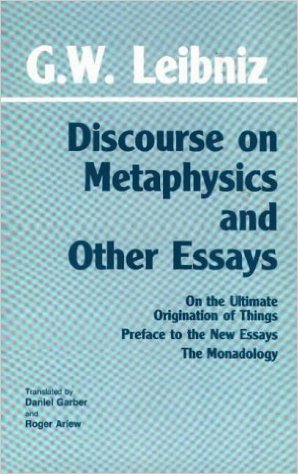 G.W. Leibniz
Discourse on
Metaphysics
and
Other Essays
On the Ultimate
Origination of Things
Preface to the New Essays
The Monadology
Translated by
Daniel Garber
and
Roger Ariew